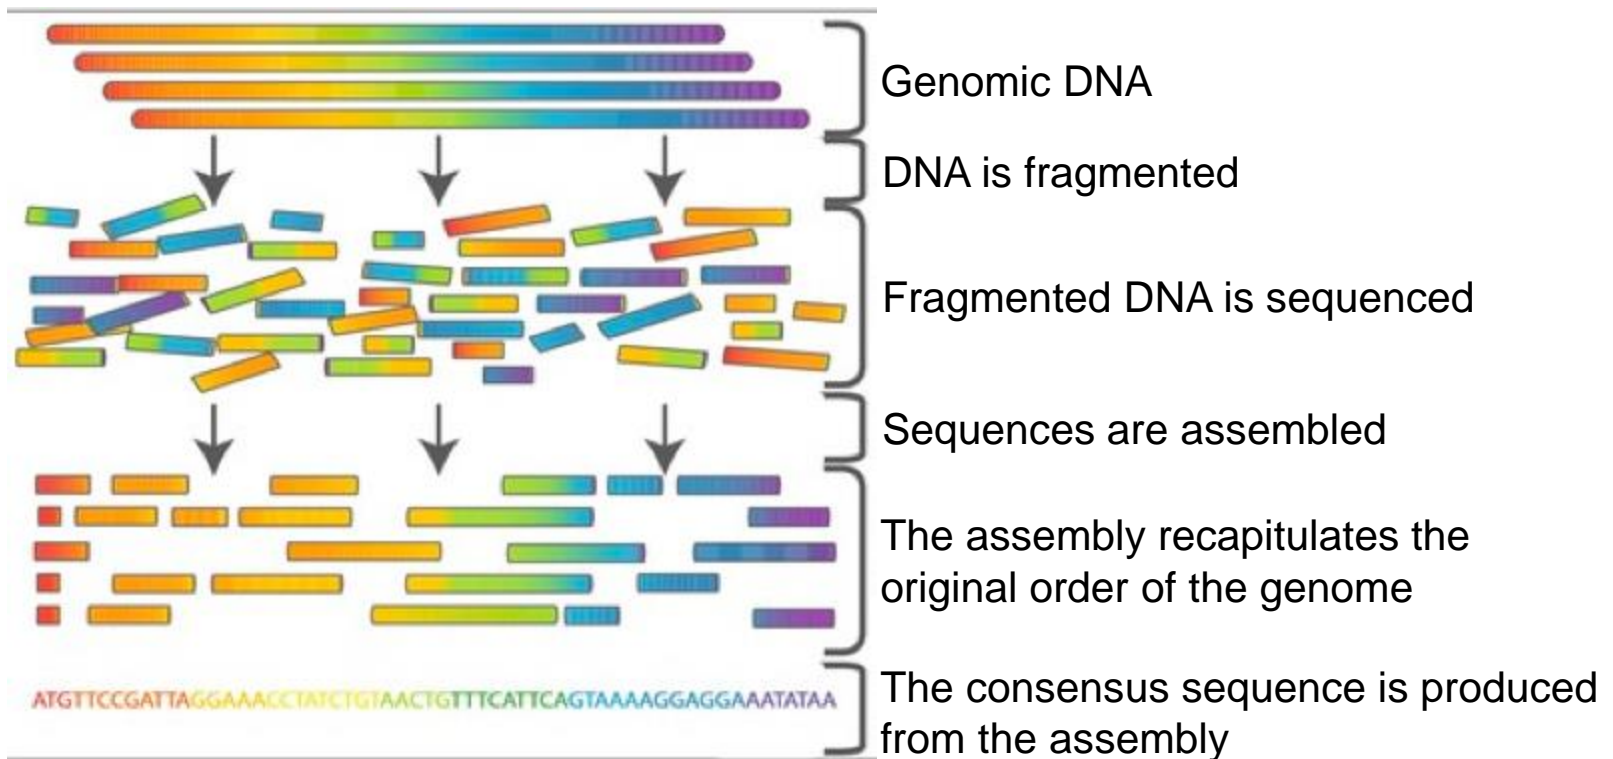 Genomic DNA
DNA is fragmented
Fragmented DNA is sequenced
Sequences are assembled
The assembly recapitulates the
original order of the genome
ATGTTCCGATTAGGAAACCTATCTGTAACTGTTTCATTCAGTAAAAGGAGGAAATATAA
The consensus sequence is produced
from the assembly